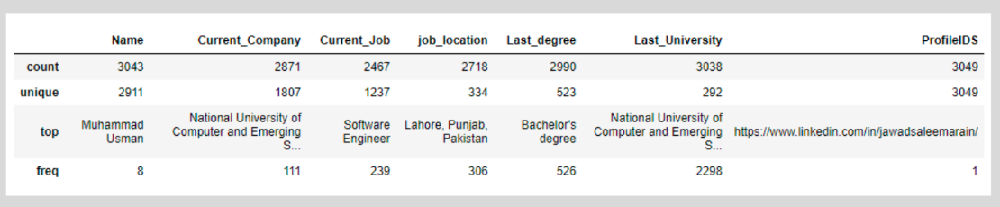 Name Current_Company Current_Job job_location Last_degree Last_University ProfileIDS
count 3043 2871 2467 2718 2990 3038 3049
unique 2911 1807 1237 334 523 292 3049
top Muhammad Usman National University of Computer and Emerging S... Software Engineer Lahore, Punjab, Pakistan Bachelor's degree National University of Computer and Emerging S... https://www.linkedin.com/in/jawadsaleemarain/
freq 8 111 239 306 526 2298 1